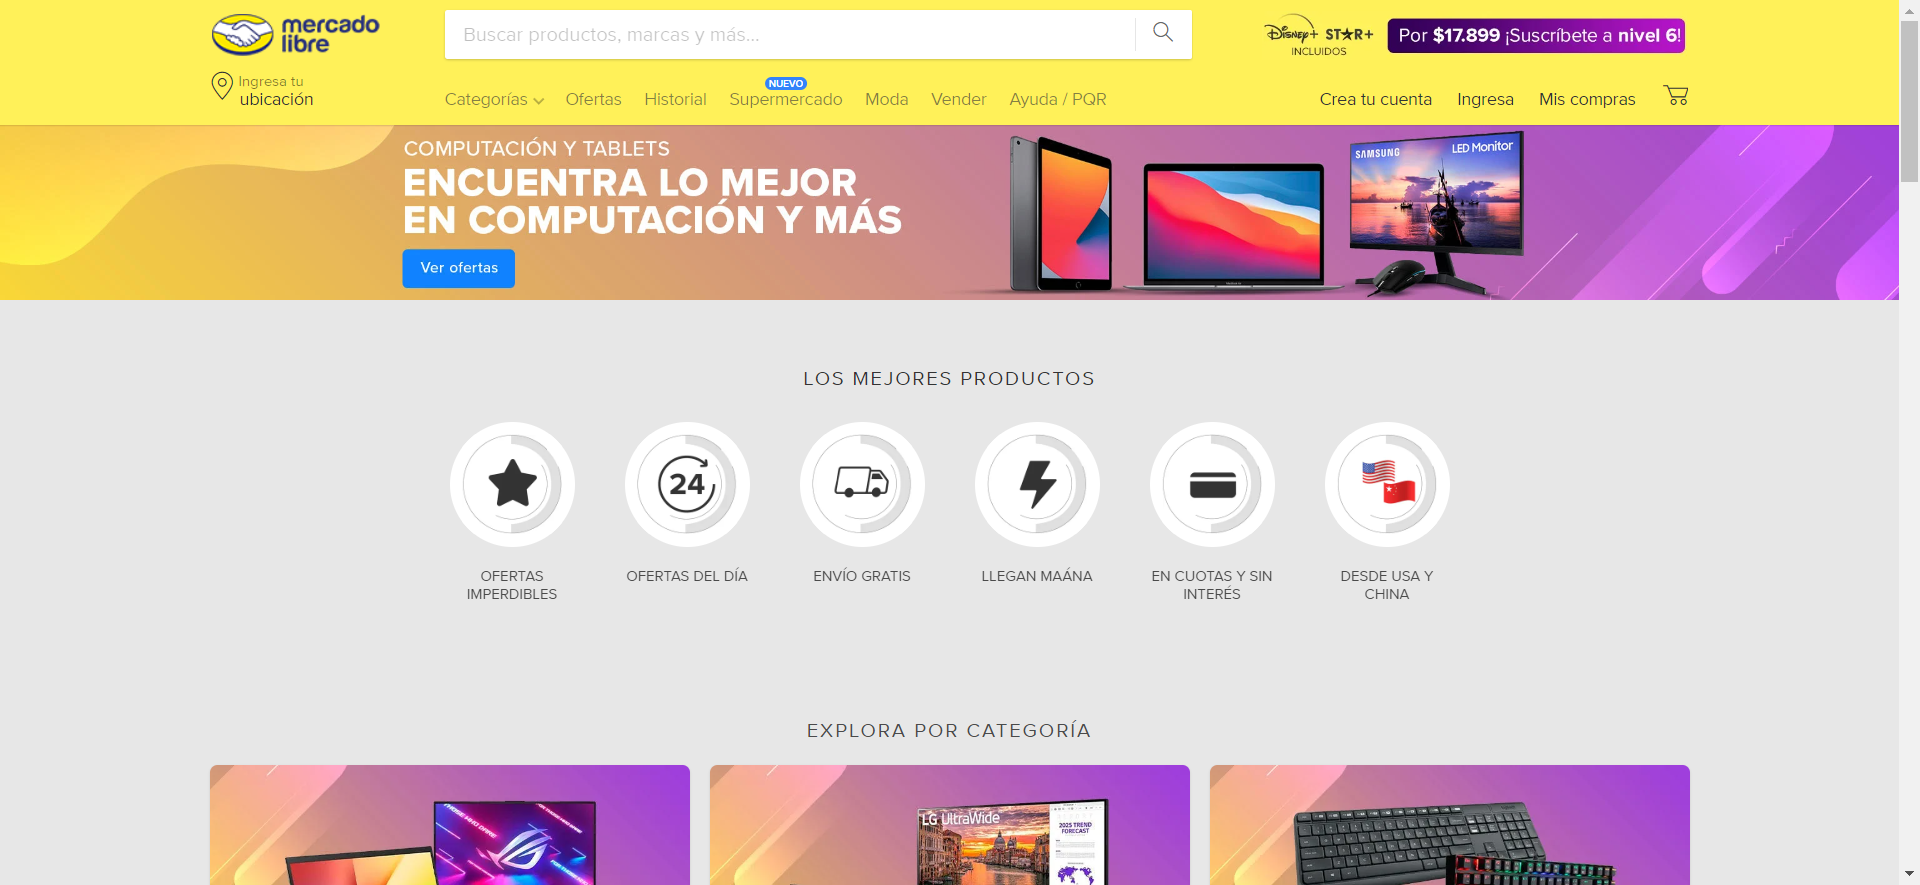 mercado
libre
Buscar productos, marcas y más...
Disney+ STAR+
INCLUIDOS
Por $17.899 ¡Suscríbete a nivel 6!
Ingresa tu
ubicación
NUEVO
Categorías Ofertas Historial Supermercado Moda Vender Ayuda / PQR
Crea tu cuenta Ingresa Mis compras
COMPUTACIÓN Y TABLETS
ENCUENTRA LO MEJOR
EN COMPUTACIÓN Y MÁS
Ver ofertas
SAMSUNG
LED Monitor
LOS MEJORES PRODUCTOS
24
OFERTAS
IMPERDIBLES
OFERTAS DEL DÍA
ENVÍO GRATIS
LLEGAN MAÁNA
EN CUOTAS Y SIN
INTERÉS
DESDE USA Y
CHINA
EXPLORA POR CATEGORÍA
LG UltraWide
2025 TREND
FORECAST